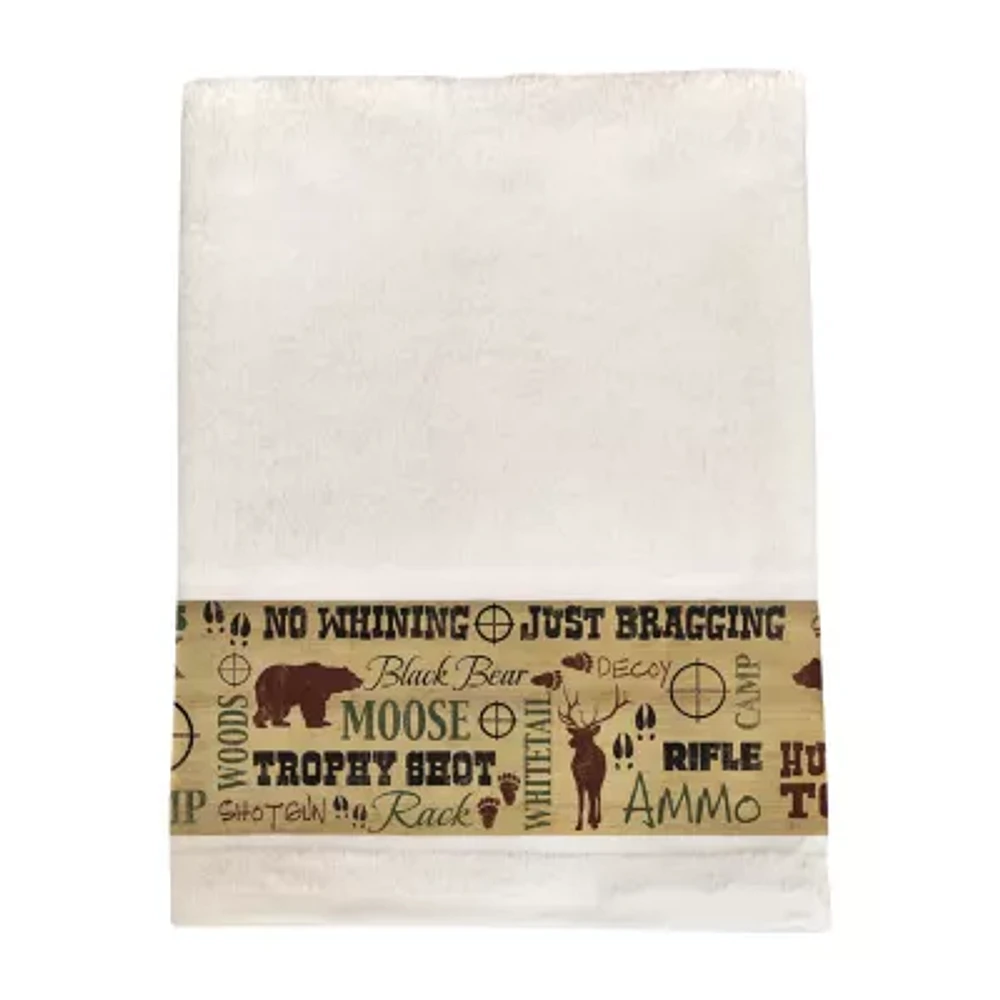 NO WHINING JUST BRAGGING
Black Bear DECOY
CAMP
WOODS
MOOSE
WHITETAIL
TROPHY SHOT RIFLE
SHOTGUN Rack AMMO